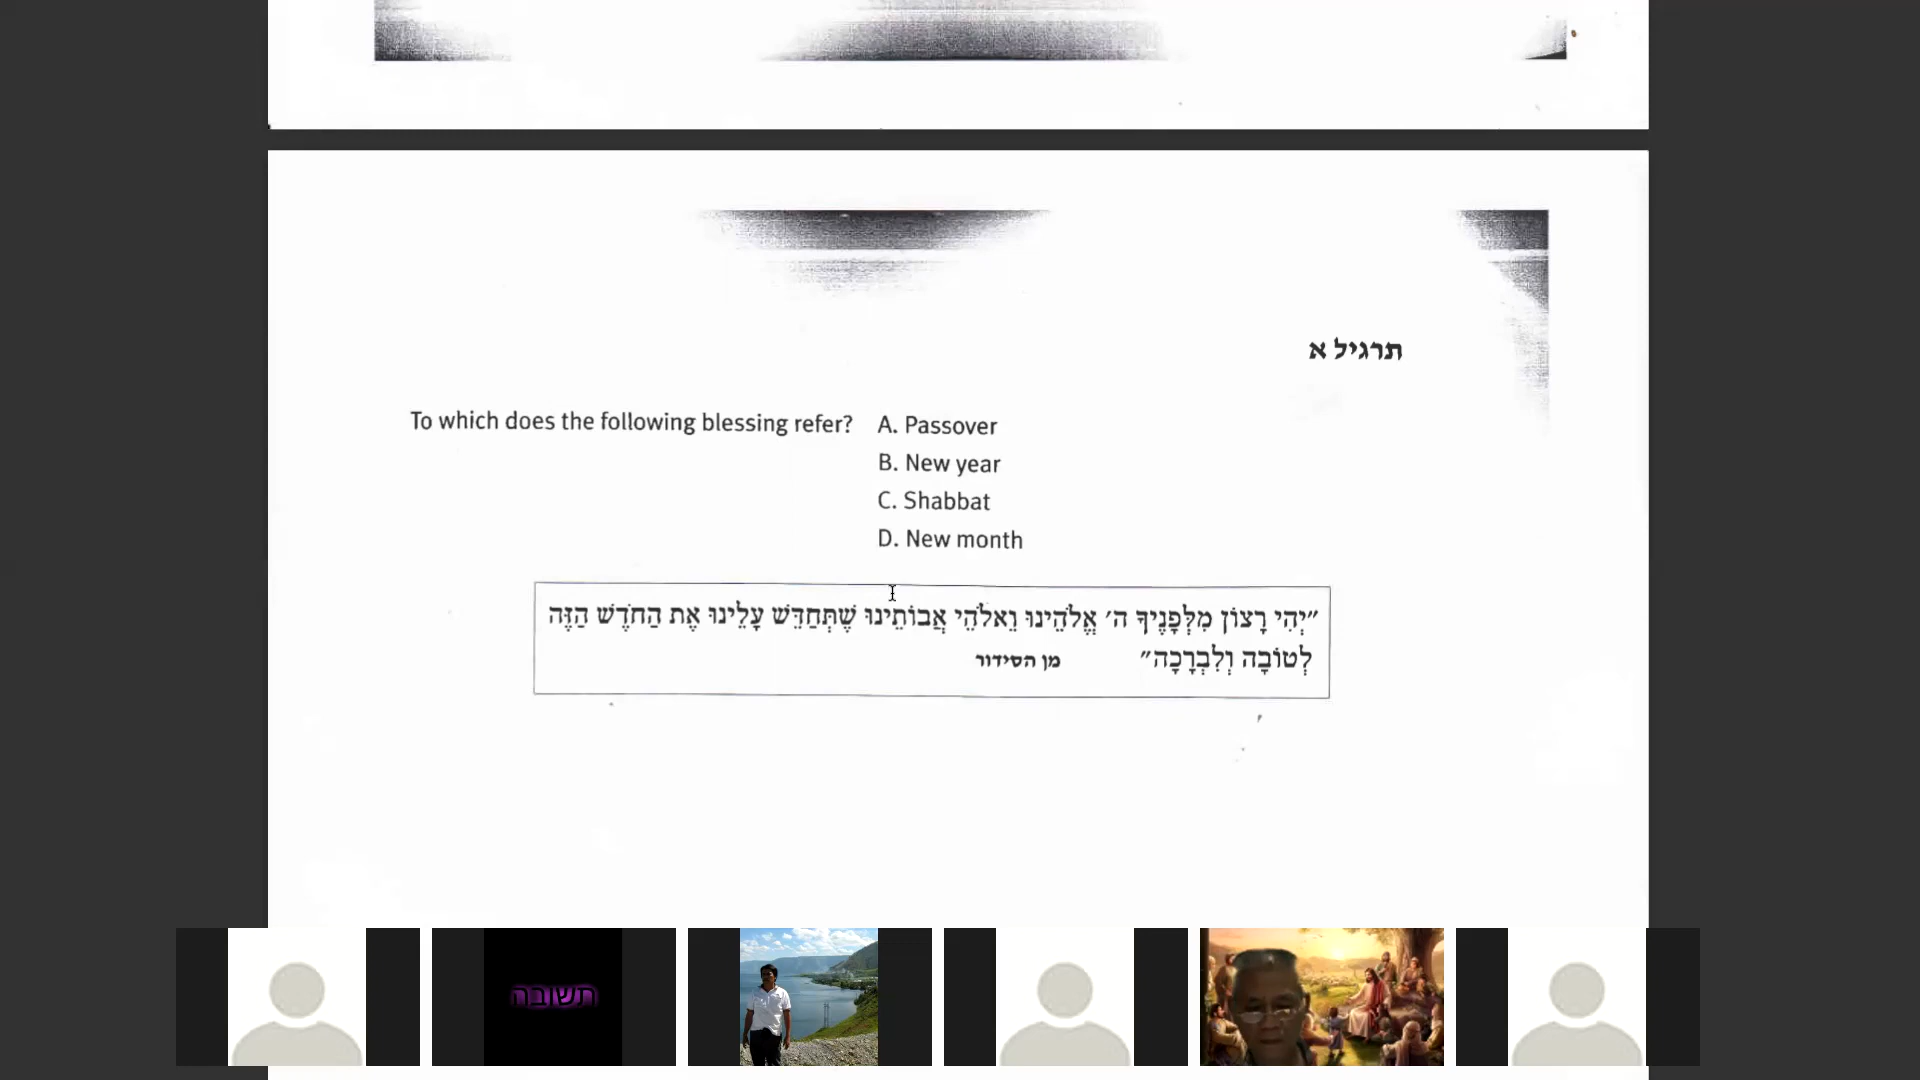 תרגיל א
To which does the following blessing refer? A. Passover
B. New year
C. Shabbat
D. New month
״יְהִי רָצוֹן מִלְּפָנֶיךָ ה׳ אֱלֹהֵינוּ וֵאלֹהֵי אֲבוֹתֵינוּ שֶׁתְּחַדֵּשׁ עָלֵינוּ אֶת הַחֹדֶשׁ הַזֶּה
לְטוֹבָה וְלִבְרָכָה״ מן הסידור
תשובה